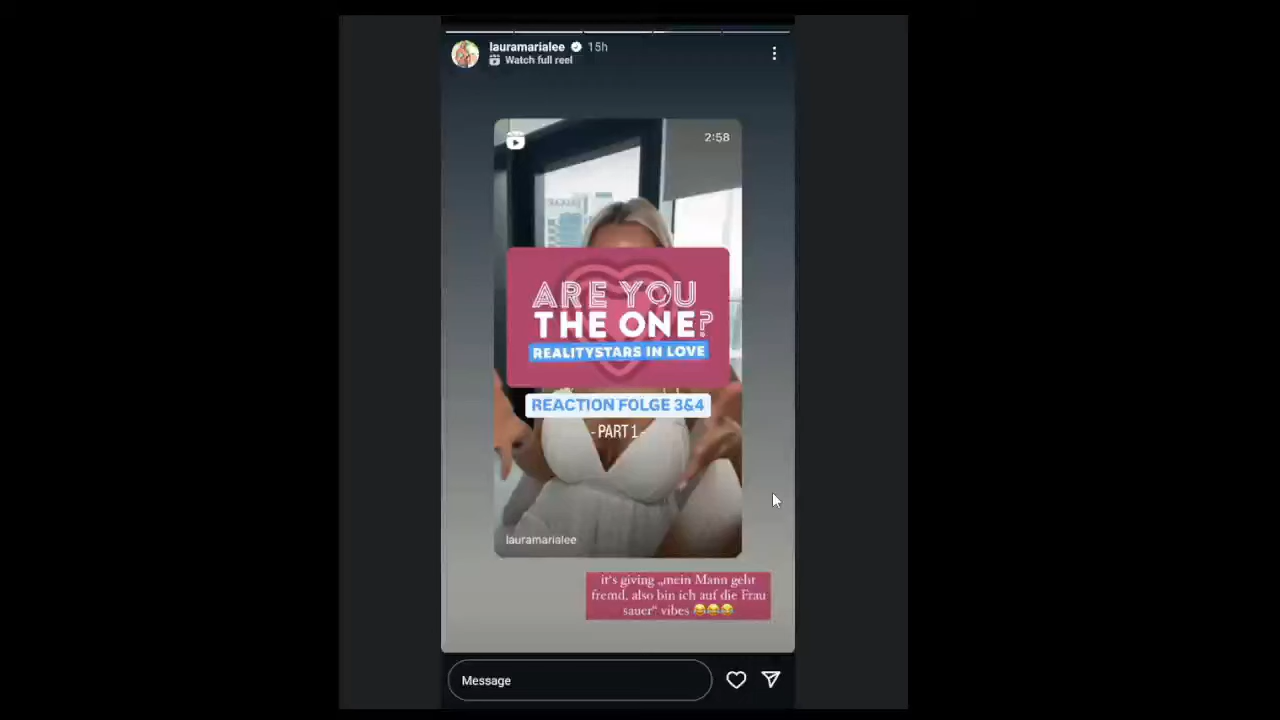 lauramarialee 15h
Watch full reel
2:58
ARE YOU
THE ONE?
REALITYSTARS IN LOVE
REACTION FOLGE 3&4
- PART 1 -
lauramarialee
it's giving „mein Mann geht
fremd, also bin ich auf die Frau
sauer“ vibes 😂😂😂
Message